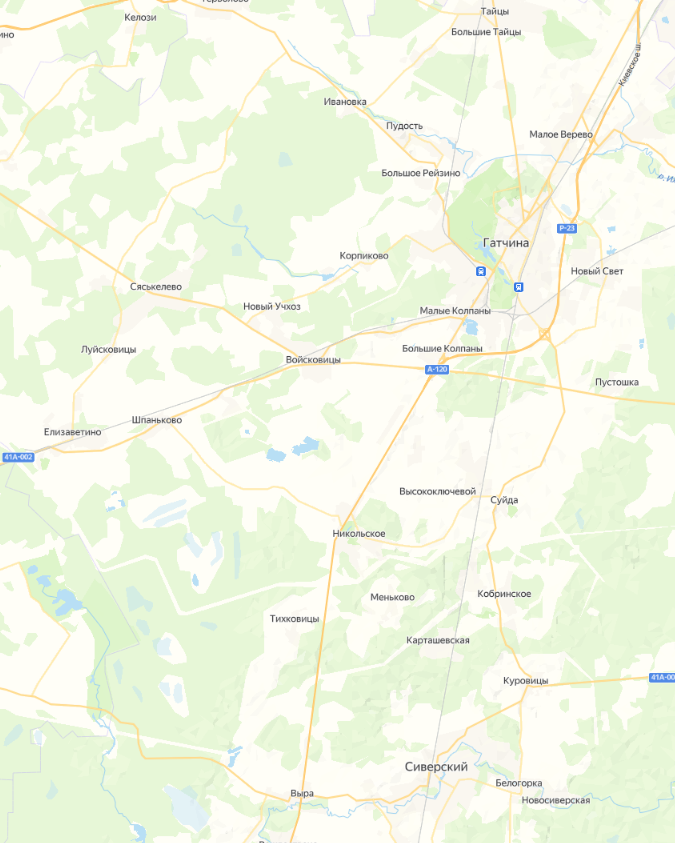 Тайцы
Келози
Большие Тайцы
Киевское ш.
Ивановка
Пудость
Малое Верево
Большое Рейзино
Р-23
Гатчина
Корпиково
Новый Свет
Сяськелево
Новый Учхоз
Малые Колпаны
Луйсковицы
Большие Колпаны
Войсковицы
А-120
Пустошка
Шпаньково
Елизаветино
41А-002
Высокоключевой
Суйда
Никольское
Кобринское
Меньково
Тихковицы
Карташевская
Куровицы
41А-00
Сиверский
Белогорка
Выра
Новосиверская